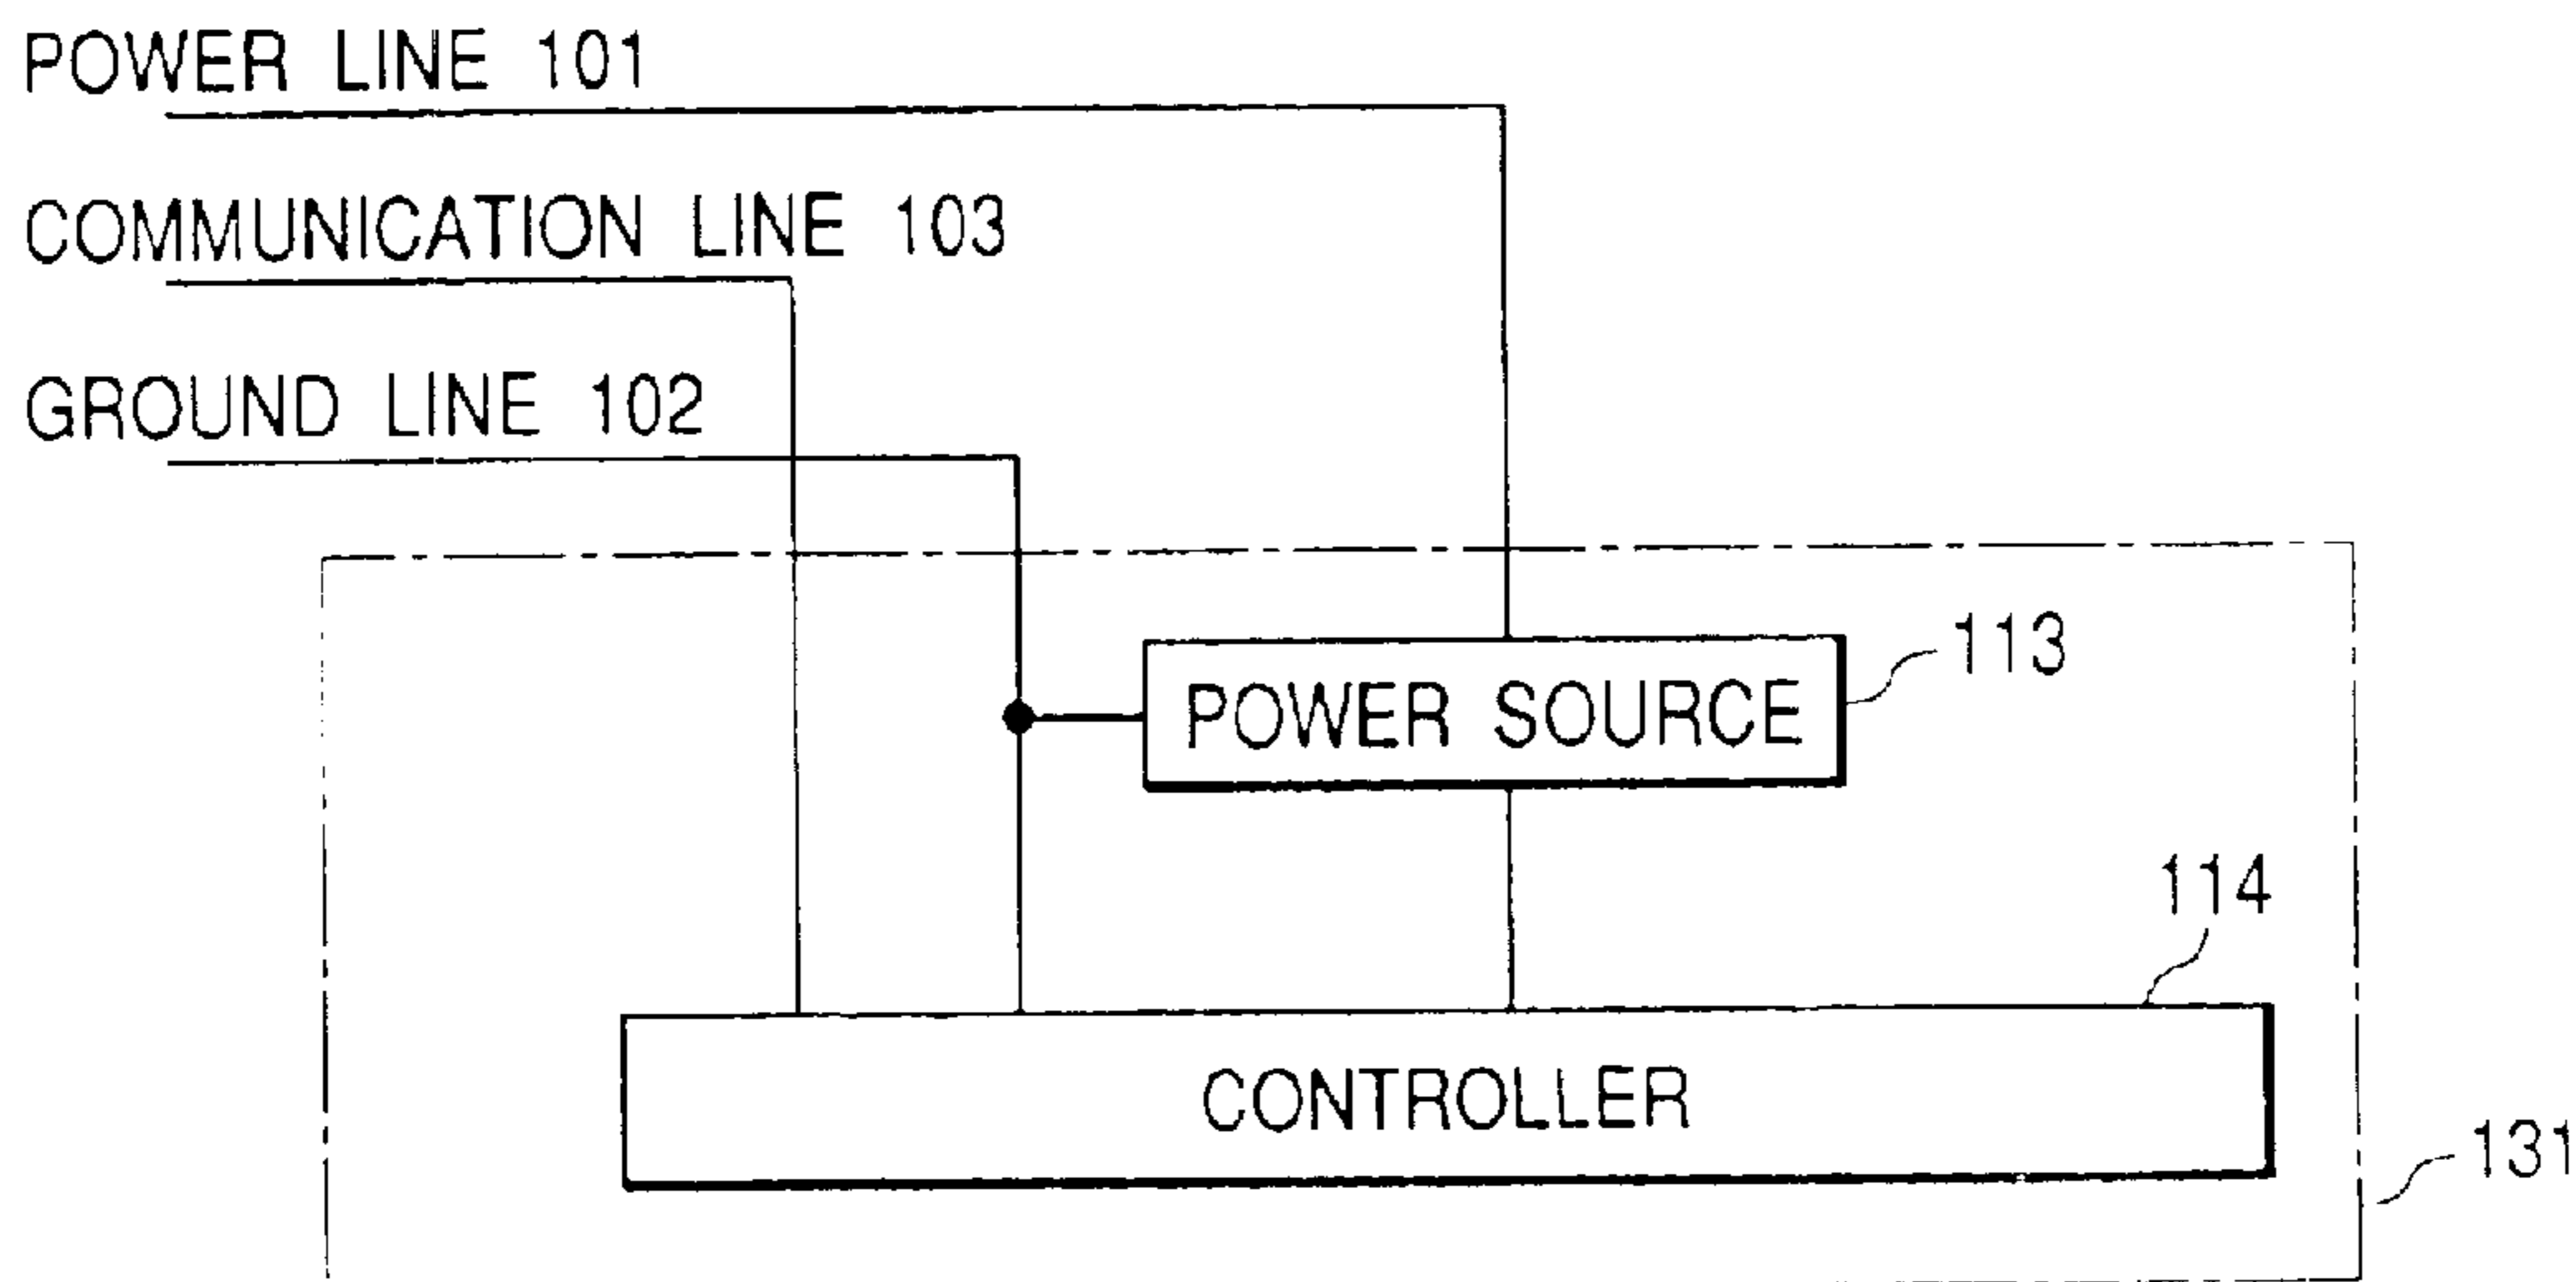 POWER LINE 101
COMMUNICATION LINE 103
GROUND LINE 102
POWER SOURCE
113
114
CONTROLLER
131